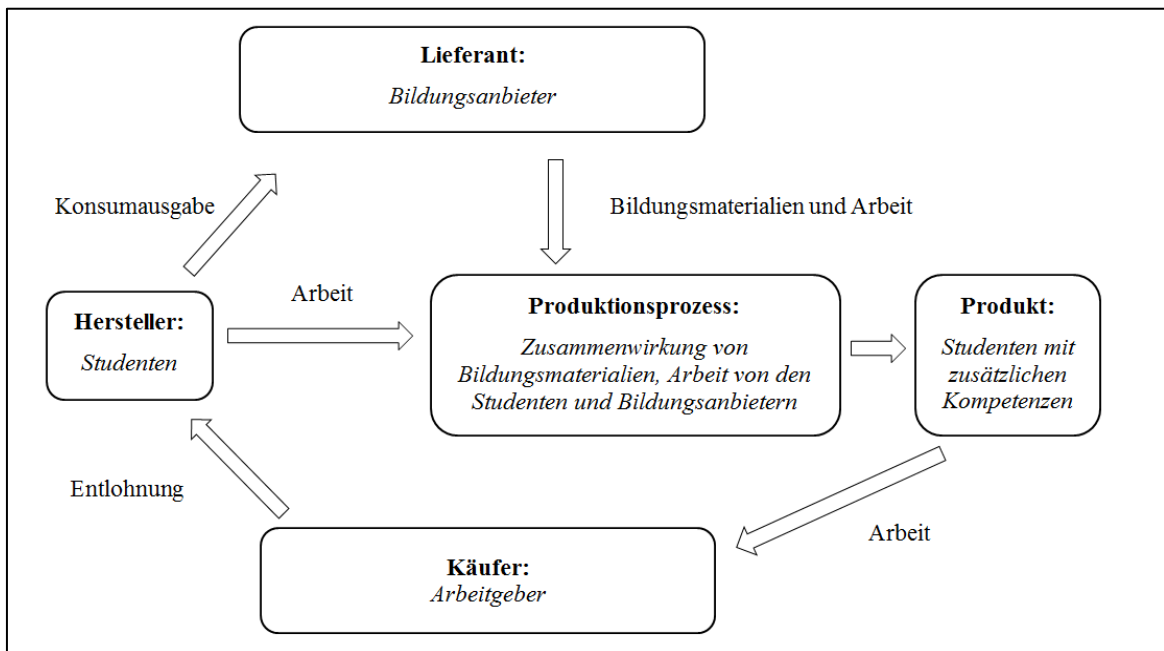 Lieferant:
Bildungsanbieter
Konsumausgabe
Bildungsmaterialien und Arbeit
Arbeit
Hersteller:
Studenten
Produktionsprozess:
Zusammenwirkung von
Bildungsmaterialien, Arbeit von den
Studenten und Bildungsanbietern
Produkt:
Studenten mit
zusätzlichen
Kompetenzen
Entlohnung
Arbeit
Käufer:
Arbeitgeber